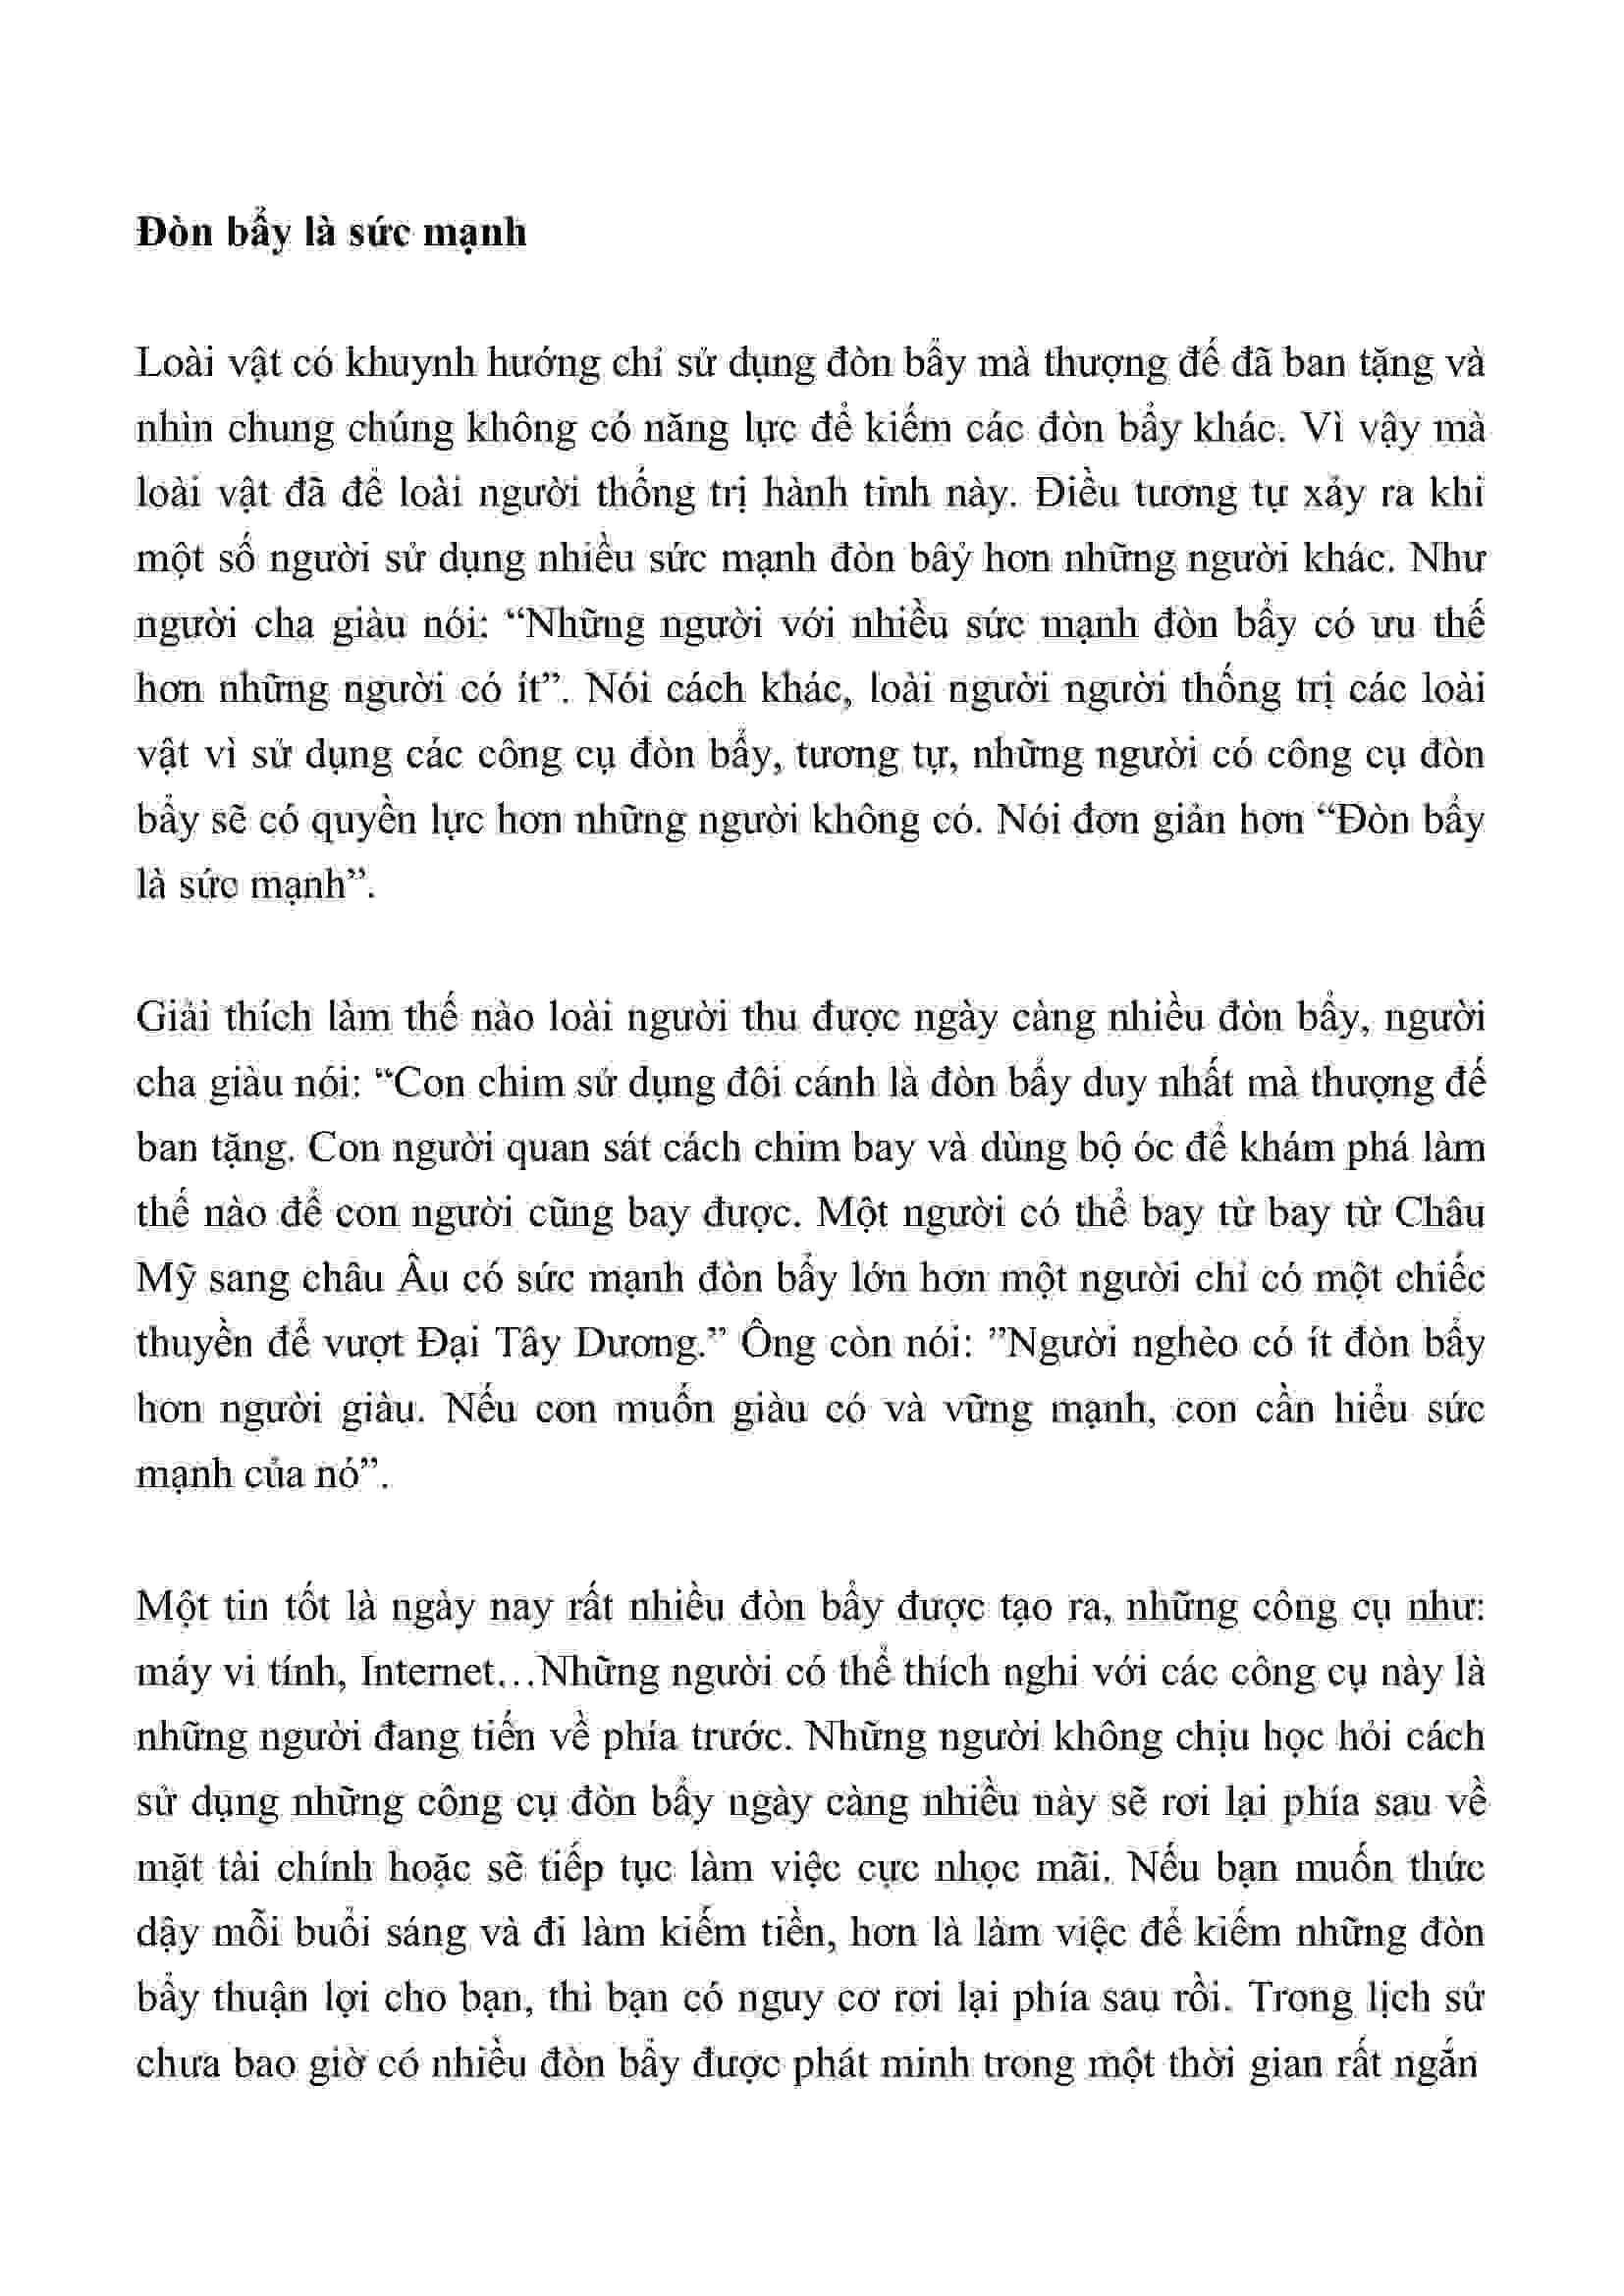 Đòn bẩy là sức mạnh
Loài vật có khuynh hướng chỉ sử dụng đòn bẩy mà thượng đế đã ban tặng và
nhìn chung chúng không có năng lực để kiếm các đòn bẩy khác. Vì vậy mà
loài vật đã để loài người thống trị hành tinh này. Điều tương tự xảy ra khi
một số người sử dụng nhiều sức mạnh đòn bẩy hơn những người khác. Như
người cha giàu nói: “Những người với nhiều sức mạnh đòn bẩy có ưu thế
hơn những người có ít”. Nói cách khác, loài người người thống trị các loài
vật vì sử dụng các công cụ đòn bẩy, tương tự, những người có công cụ đòn
bẩy sẽ có quyền lực hơn những người không có. Nói đơn giản hơn “Đòn bẩy
là sức mạnh”.
Giải thích làm thế nào loài người thu được ngày càng nhiều đòn bẩy, người
cha giàu nói: “Con chim sử dụng đôi cánh là đòn bẩy duy nhất mà thượng đế
ban tặng. Con người quan sát cách chim bay và dùng bộ óc để khám phá làm
thế nào để con người cũng bay được. Một người có thể bay từ bay từ Châu
Mỹ sang châu Âu có sức mạnh đòn bẩy lớn hơn một người chỉ có một chiếc
thuyền để vượt Đại Tây Dương.” Ông còn nói: ”Người nghèo có ít đòn bẩy
hơn người giàu. Nếu con muốn giàu có và vững mạnh, con cần hiểu sức
mạnh của nó”.
Một tin tốt là ngày nay rất nhiều đòn bẩy được tạo ra, những công cụ như:
máy vi tính, Internet…Những người có thể thích nghi với các công cụ này là
những người đang tiến về phía trước. Những người không chịu học hỏi cách
sử dụng những công cụ đòn bẩy ngày càng nhiều này sẽ rơi lại phía sau về
mặt tài chính hoặc sẽ tiếp tục làm việc cực nhọc mãi. Nếu bạn muốn thức
dậy mỗi buổi sáng và đi làm kiếm tiền, hơn là làm việc để kiếm những đòn
bẩy thuận lợi cho bạn, thì bạn có nguy cơ rơi lại phía sau rồi. Trong lịch sử
chưa bao giờ có nhiều đòn bẩy được phát minh trong một thời gian rất ngắn